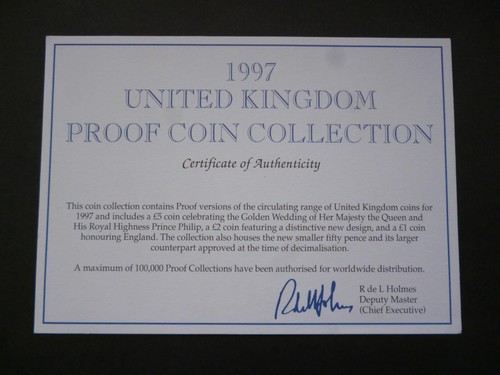 1997
UNITED KINGDOM
PROOF COIN COLLECTION
Certificate of Authenticity
This coin collection contains Proof versions of the circulating range of United Kingdom coins for
1997 and includes a £5 coin celebrating the Golden Wedding of Her Majesty the Queen and
His Royal Highness Prince Philip, a £2 coin featuring a distinctive new design, and a £1 coin
honouring England. The collection also houses the new smaller fifty pence and its larger
counterpart approved at the time of decimalisation.
A maximum of 100,000 Proof Collections have been authorised for worldwide distribution.
R de L Holmes
R de L Holmes
Deputy Master
(Chief Executive)